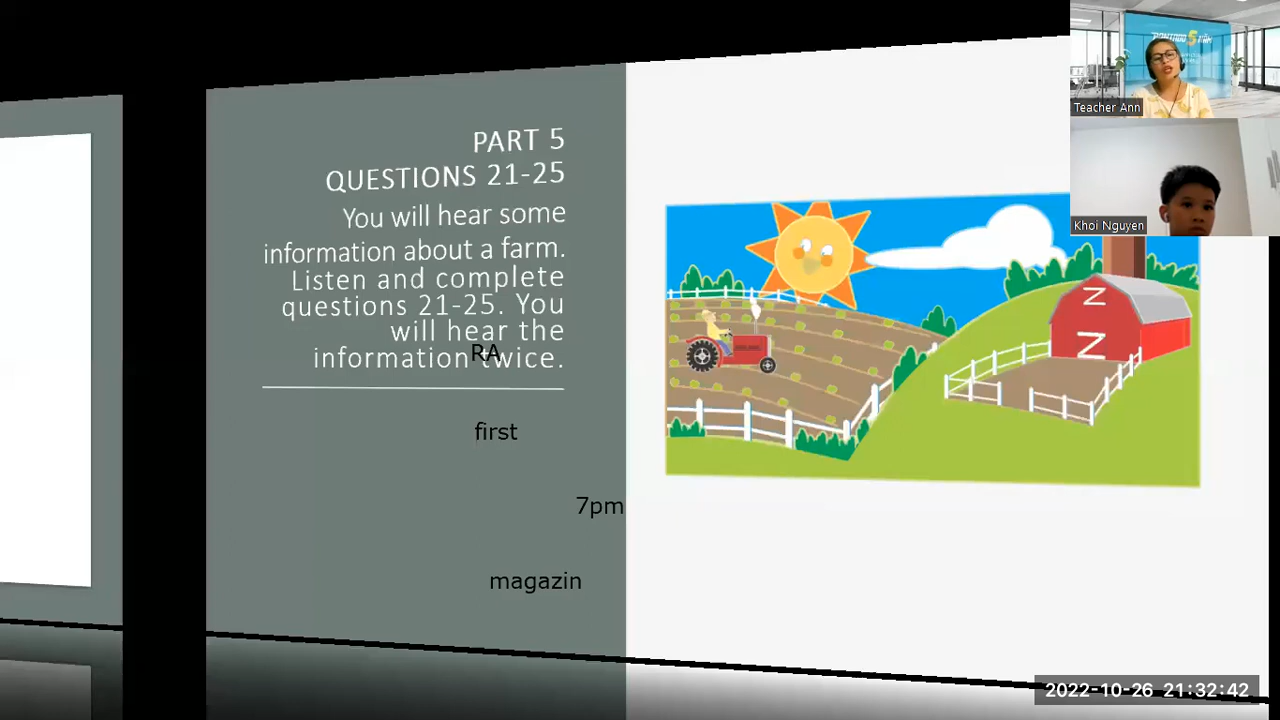 PART 5
QUESTIONS 21-25
You will hear some
information about a farm.
Listen and complete
questions 21-25. You
will hear the
information twice.
RA
first
7pm
magazin
Teacher Ann
Khoi Nguyen
2022-10-26 21:32:42